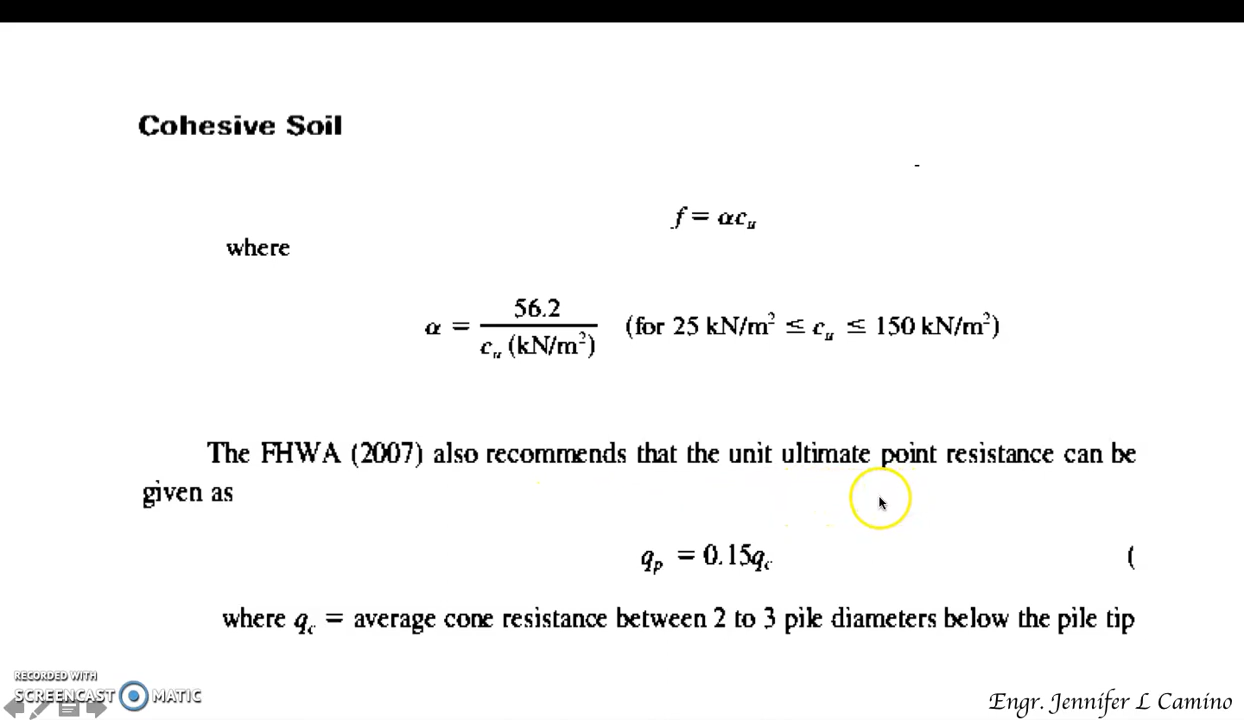 Cohesive Soil
f = αc_u
where
α = 56.2 / c_u (kN/m²) (for 25 kN/m² ≤ c_u ≤ 150 kN/m²)
The FHWA (2007) also recommends that the unit ultimate point resistance can be
given as
q_p = 0.15q_c (
where q_c = average cone resistance between 2 to 3 pile diameters below the pile tip
RECORDED WITH
SCREENCAST MATIC
Engr. Jennifer L Camino